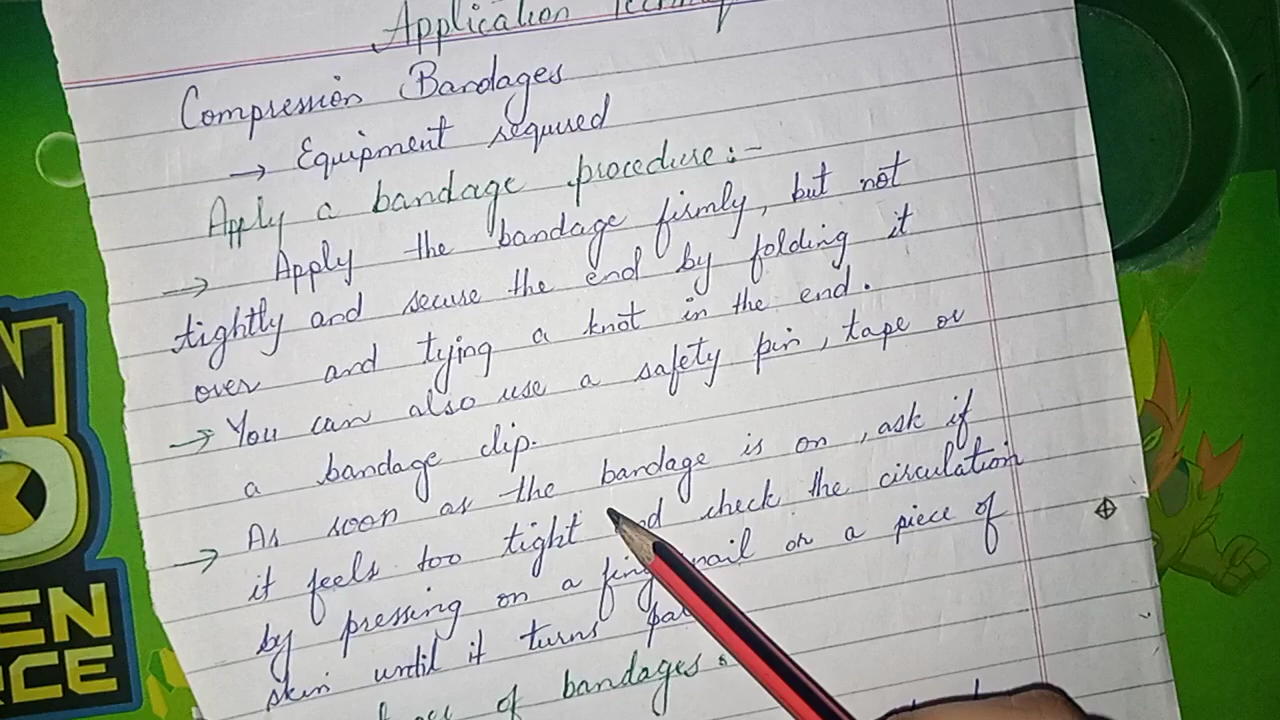 Application
Compression Bandages
→ Equipment required
Apply a bandage procedure:-
→ Apply the bandage firmly, but not
tightly and secure the end by folding it
over and tying a knot in the end.
→ You can also use a safety pin, tape or
a bandage clip.
→ As soon as the bandage is on, ask if
it feels too tight and check the circulation
by pressing on a fingernail or a piece of
skin until it turns
of bandages
EN
CE